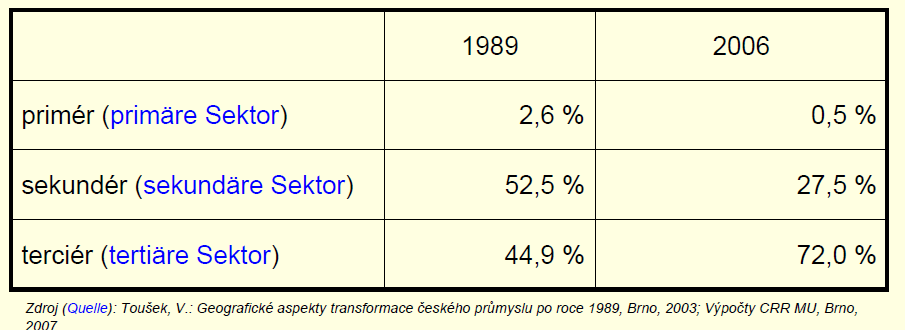 1989 2006
primér (primäre Sektor) 2,6 % 0,5 %
sekundér (sekundäre Sektor) 52,5 % 27,5 %
terciér (tertiäre Sektor) 44,9 % 72,0 %
Zdroj (Quelle): Toušek, V.: Geografické aspekty transformace českého průmyslu po roce 1989, Brno, 2003; Výpočty CRR MU, Brno,
2007